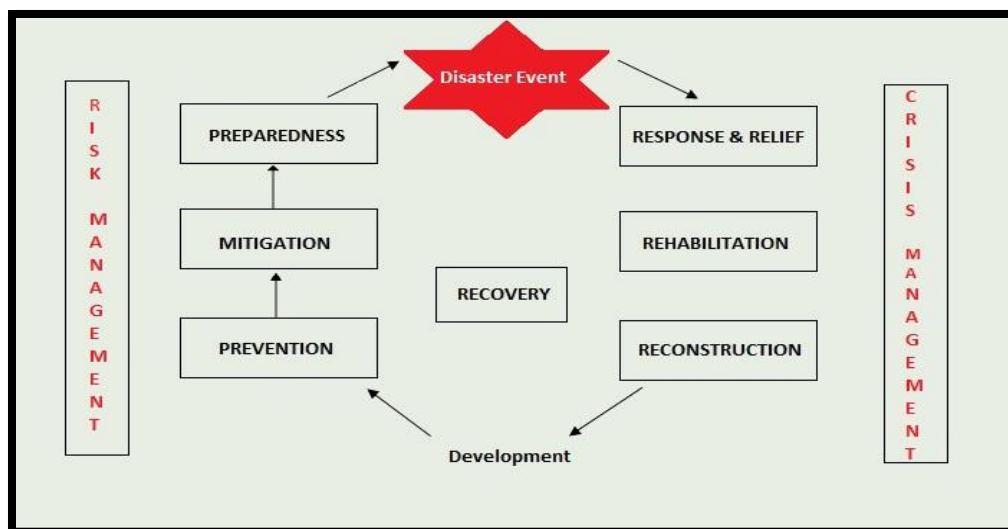 Disaster Event
RISK MANAGEMENT
PREPAREDNESS
RESPONSE & RELIEF
CRISIS MANAGEMENT
MITIGATION
REHABILITATION
RECOVERY
PREVENTION
RECONSTRUCTION
Development